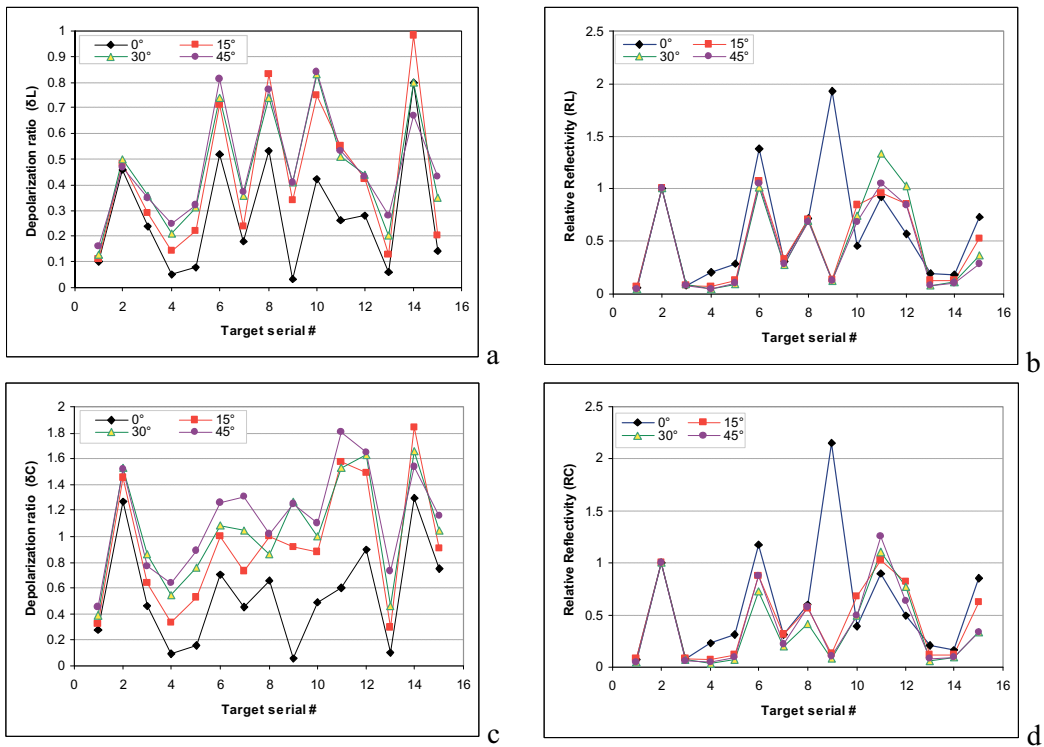 0° 15°
30° 45°
Depolarization ratio (δL)
1
0.9
0.8
0.7
0.6
0.5
0.4
0.3
0.2
0.1
0
0 2 4 6 8 10 12 14 16
Target serial #
a
0° 15°
30° 45°
Relative Reflectivity (RL)
2.5
2
1.5
1
0.5
0
0 2 4 6 8 10 12 14 16
Target serial #
b
0° 15°
30° 45°
Depolarization ratio (δC)
2
1.8
1.6
1.4
1.2
1
0.8
0.6
0.4
0.2
0
0 2 4 6 8 10 12 14 16
Target serial #
c
0° 15°
30° 45°
Relative Reflectivity (RC)
2.5
2
1.5
1
0.5
0
0 2 4 6 8 10 12 14 16
Target serial #
d